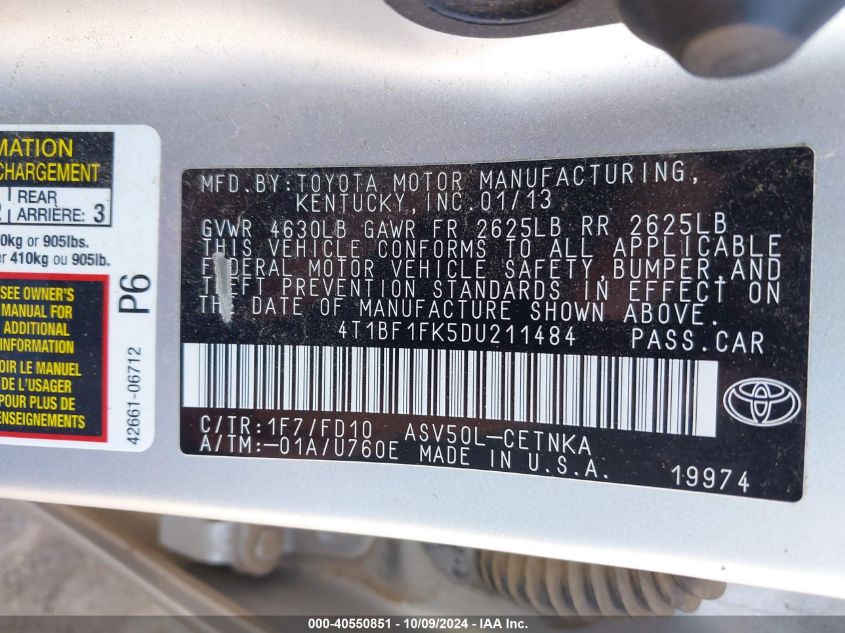 MATION
CHARGEMENT
REAR
ARRIÈRE: 3
0kg or 905lbs.
er 410kg ou 905lb.
SEE OWNER'S
MANUAL FOR
ADDITIONAL
INFORMATION
OIR LE MANUEL
DE L'USAGER
POUR PLUS DE
ENSEIGNEMENTS
P6
42661-06712
MFD.BY:TOYOTA MOTOR MANUFACTURING,
KENTUCKY,INC.01/13
GVWR 4630LB GAWR FR 2625LB RR 2625LB
THIS VEHICLE CONFORMS TO ALL APPLICABLE
FEDERAL MOTOR VEHICLE SAFETY,BUMPER,AND
THEFT PREVENTION STANDARDS IN EFFECT ON
THE DATE OF MANUFACTURE SHOWN ABOVE.
4T1BF1FK5DU211484 PASS.CAR
C/TR:1F7/FD10 ASV50L-CETNKA
A/TM:-01A/U760E MADE IN U.S.A.
19974
000-40550851 - 10/09/2024 - IAA Inc.